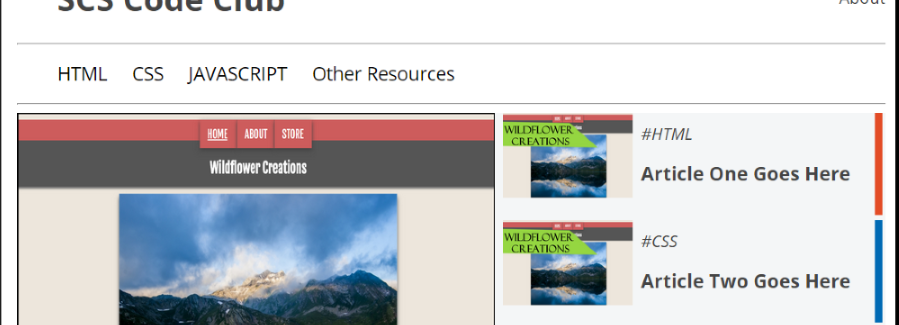 SCS Code Club
About
HTML CSS JAVASCRIPT Other Resources
HOME ABOUT STORE
Wildflower Creations
WILDFLOWER
CREATIONS
#HTML
Article One Goes Here
WILDFLOWER
CREATIONS
#CSS
Article Two Goes Here